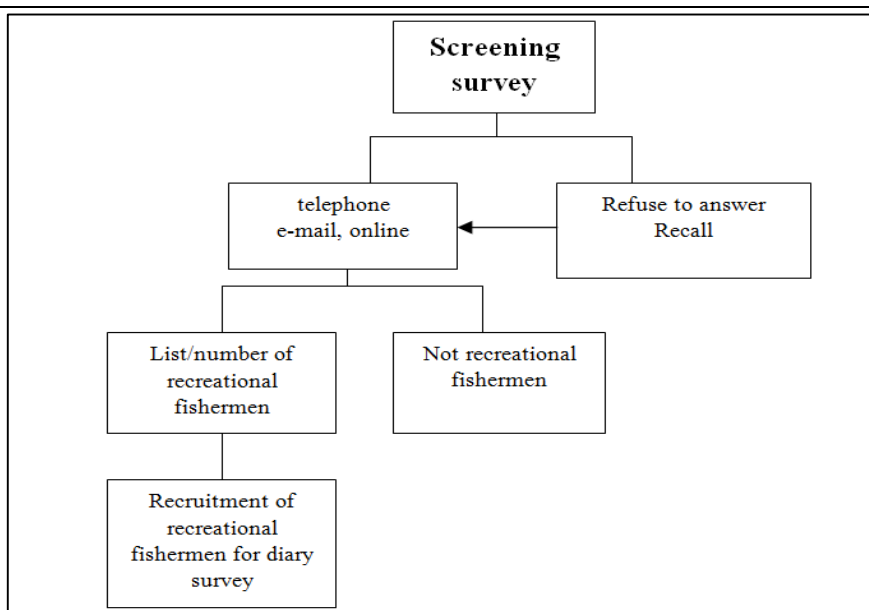 Screening
survey
telephone
e-mail, online
Refuse to answer
Recall
List/number of
recreational
fishermen
Not recreational
fishermen
Recruitment of
recreational
fishermen for diary
survey